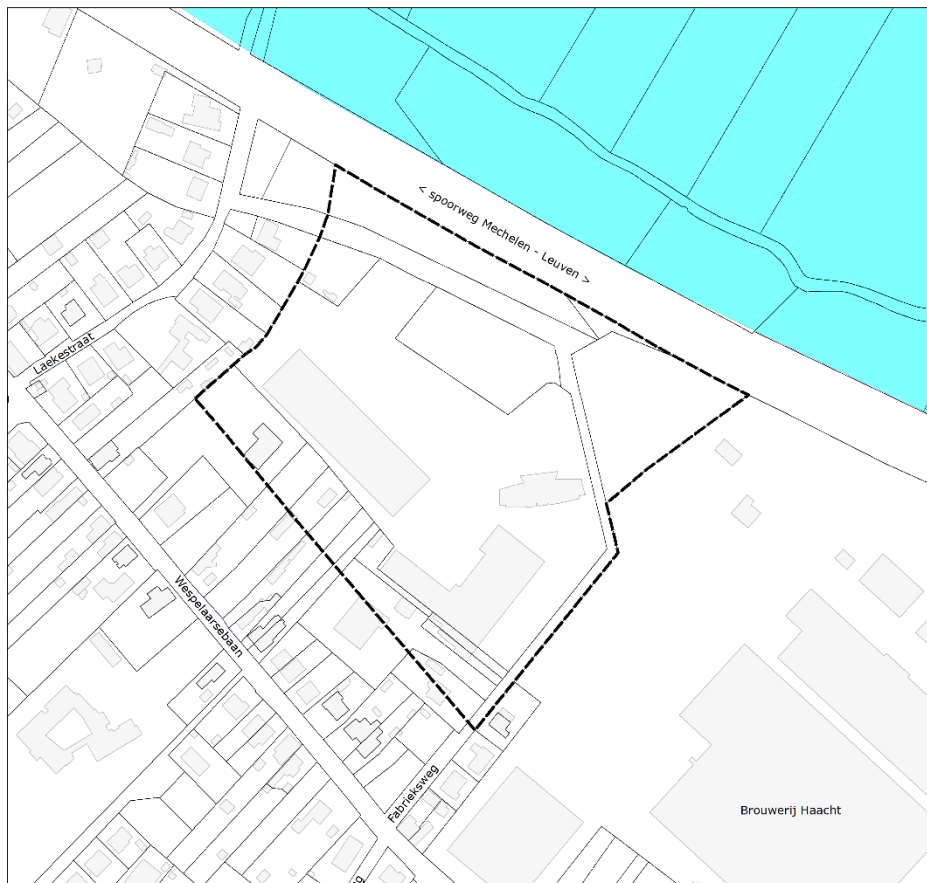 < spoorweg Mechelen - Leuven >
Laekestraat
Wespelaarsebaan
Fabrieksweg
Brouwerij Haacht